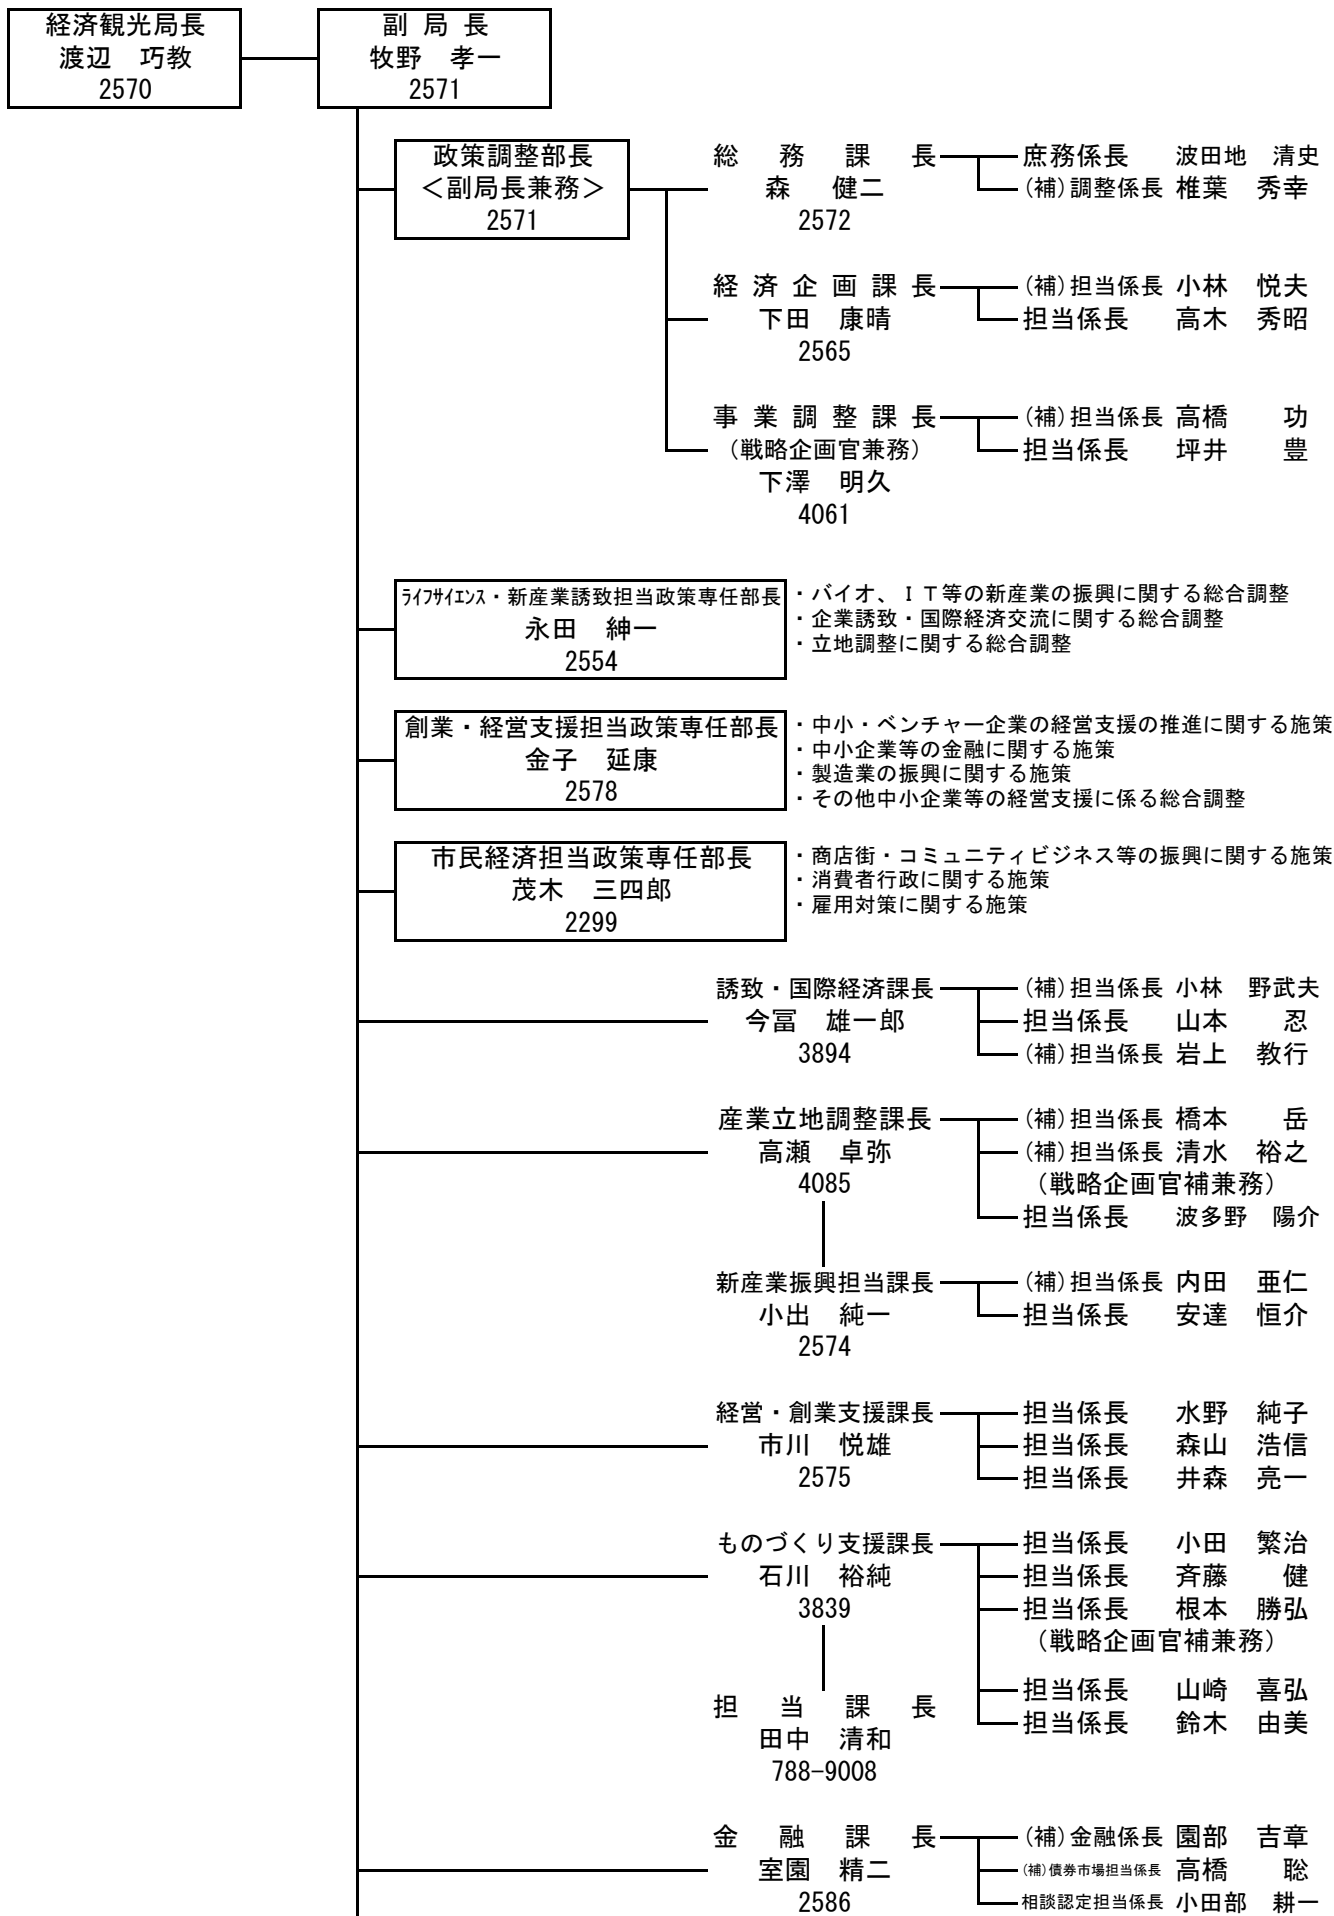 経済観光局長
渡辺　巧教
2570
副 局 長
牧野　孝一
2571
政策調整部長
＜副局長兼務＞
2571
総　務　課　長
森　健二
2572
庶務係長　波田地　清史
(補)調整係長　椎葉　秀幸
経 済 企 画 課 長
下田　康晴
2565
(補)担当係長　小林　悦夫
担当係長　高木　秀昭
事 業 調 整 課 長
（戦略企画官兼務）
下澤　明久
4061
(補)担当係長　高橋　功
担当係長　坪井　豊
ﾗｲﾌｻｲｴﾝｽ・新産業誘致担当政策専任部長
永田　紳一
2554
・バイオ、ＩＴ等の新産業の振興に関する総合調整
・企業誘致・国際経済交流に関する総合調整
・立地調整に関する総合調整
創業・経営支援担当政策専任部長
金子　延康
2578
・中小・ベンチャー企業の経営支援の推進に関する施策
・中小企業等の金融に関する施策
・製造業の振興に関する施策
・その他中小企業等の経営支援に係る総合調整
市民経済担当政策専任部長
茂木　三四郎
2299
・商店街・コミュニティビジネス等の振興に関する施策
・消費者行政に関する施策
・雇用対策に関する施策
誘致・国際経済課長
今冨　雄一郎
3894
(補)担当係長　小林　野武夫
担当係長　山本　忍
(補)担当係長　岩上　教行
産業立地調整課長
高瀬　卓弥
4085
(補)担当係長　橋本　岳
(補)担当係長　清水　裕之
（戦略企画官補兼務）
担当係長　波多野　陽介
新産業振興担当課長
小出　純一
2574
(補)担当係長　内田　亜仁
担当係長　安達　恒介
経営・創業支援課長
市川　悦雄
2575
担当係長　水野　純子
担当係長　森山　浩信
担当係長　井森　亮一
ものづくり支援課長
石川　裕純
3839
担当係長　小田　繁治
担当係長　斉藤　健
担当係長　根本　勝弘
（戦略企画官補兼務）
担当係長　山崎　喜弘
担当係長　鈴木　由美
担　当　課　長
田中　清和
788-9008
金　融　課　長
室園　精二
2586
(補)金融係長　園部　吉章
(補)債券市場担当係長　高橋　聡
相談認定担当係長　小田部　耕一